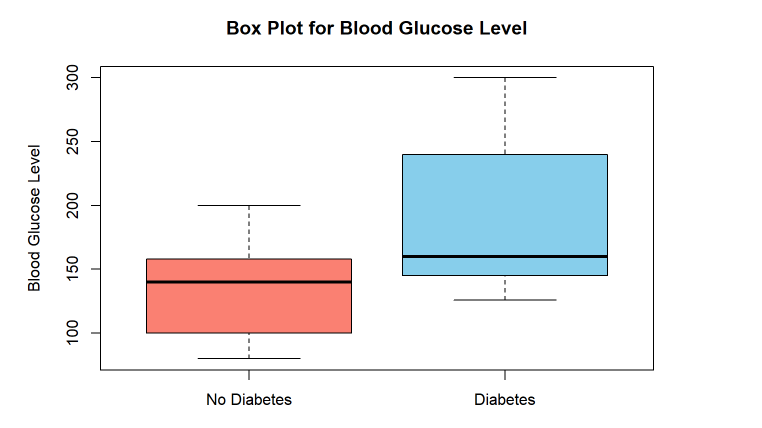 Box Plot for Blood Glucose Level
Blood Glucose Level
300
250
200
150
100
No Diabetes
Diabetes